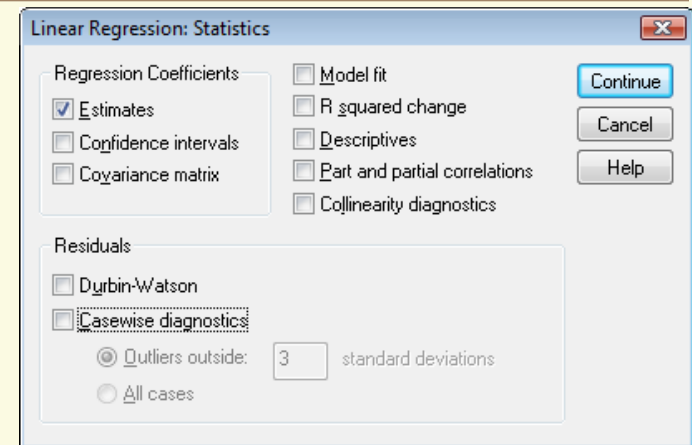 Linear Regression: Statistics
Regression Coefficients
Estimates
Confidence intervals
Covariance matrix
Model fit
R squared change
Descriptives
Part and partial correlations
Collinearity diagnostics
Continue
Cancel
Help
Residuals
Durbin-Watson
Casewise diagnostics
Outliers outside: 3 standard deviations
All cases